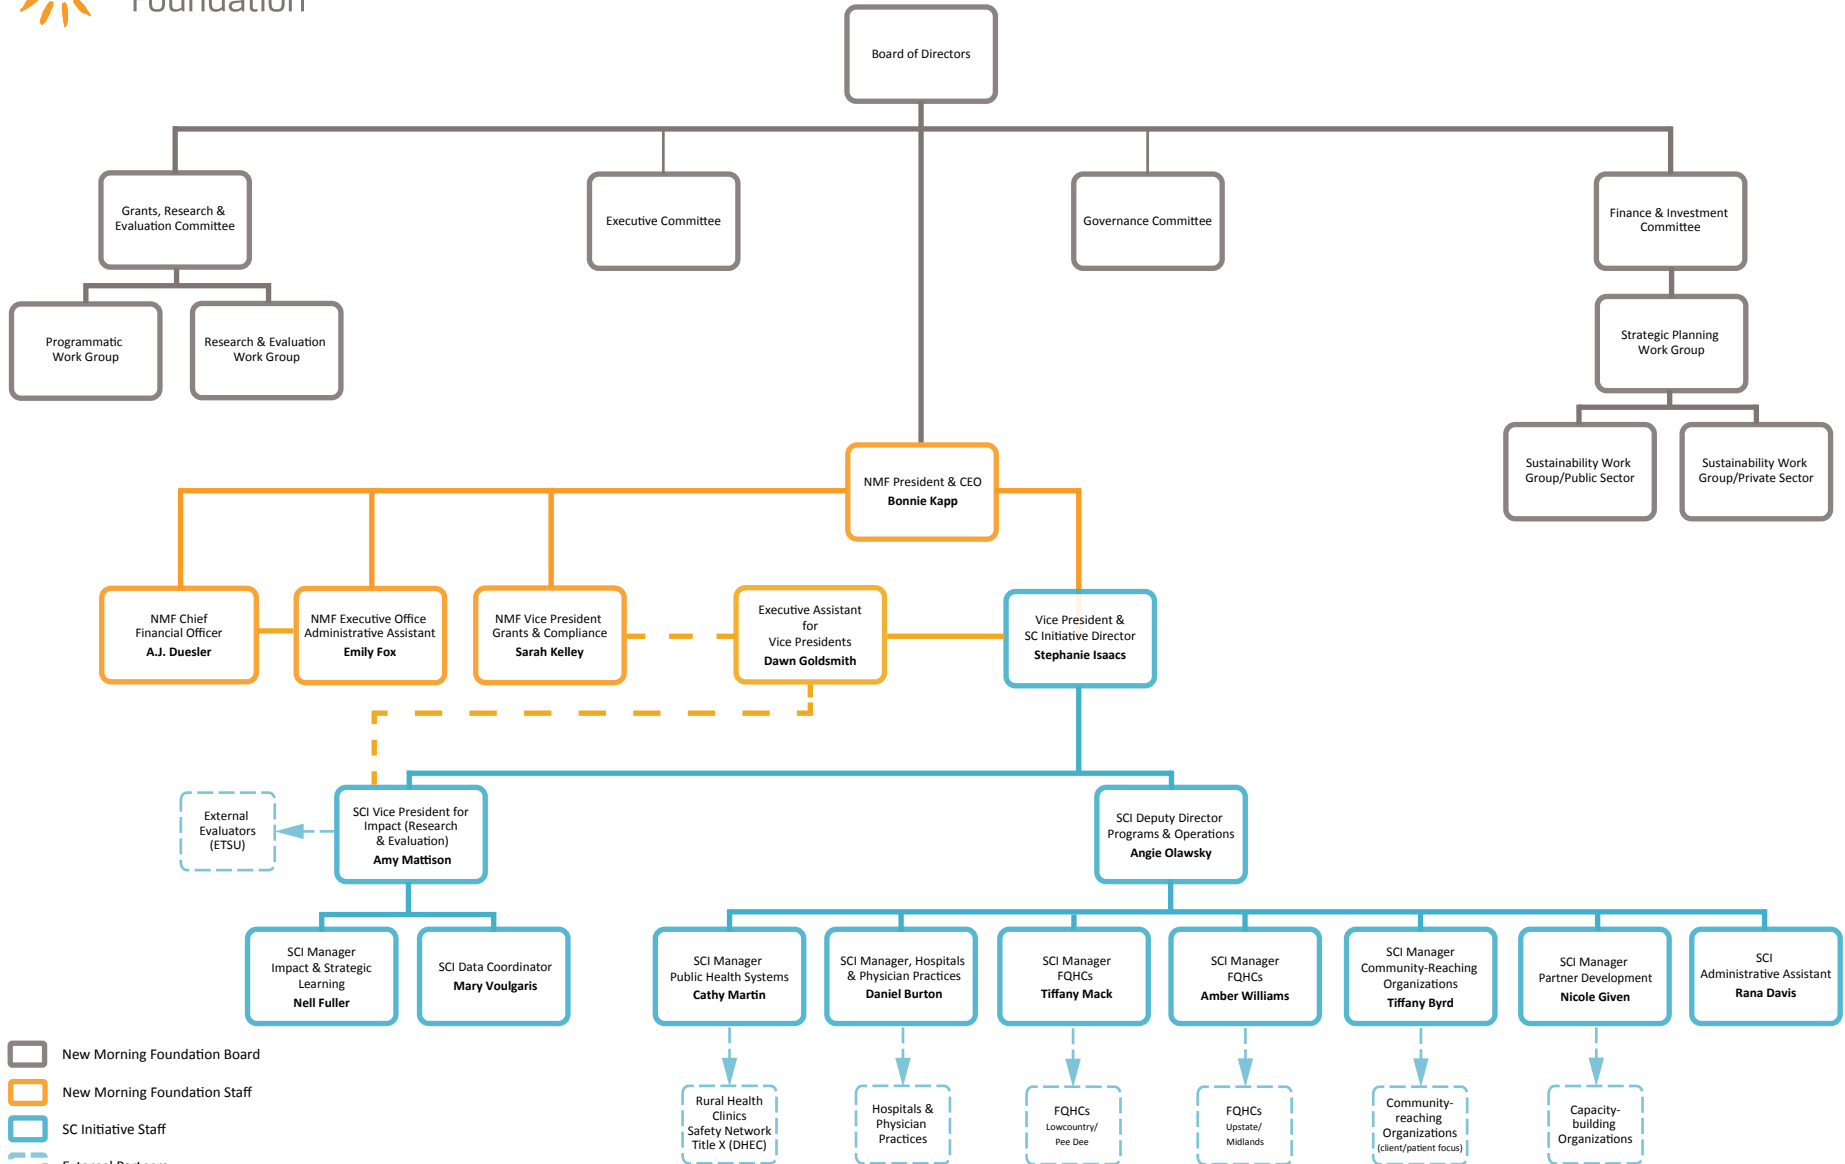 Foundation
Board of Directors
Grants, Research &
Evaluation Committee
Executive Committee
Governance Committee
Finance & Investment
Committee
Programmatic
Work Group
Research & Evaluation
Work Group
Strategic Planning
Work Group
Sustainability Work
Group/Public Sector
Sustainability Work
Group/Private Sector
NMF President & CEO
Bonnie Kapp
NMF Chief
Financial Officer
A.J. Duesler
NMF Executive Office
Administrative Assistant
Emily Fox
NMF Vice President
Grants & Compliance
Sarah Kelley
Executive Assistant
for
Vice Presidents
Dawn Goldsmith
Vice President &
SC Initiative Director
Stephanie Isaacs
External
Evaluators
(ETSU)
SCI Vice President for
Impact (Research
& Evaluation)
Amy Mattison
SCI Deputy Director
Programs & Operations
Angie Olawsky
SCI Manager
Impact & Strategic
Learning
Nell Fuller
SCI Data Coordinator
Mary Voulgaris
SCI Manager
Public Health Systems
Cathy Martin
SCI Manager, Hospitals
& Physician Practices
Daniel Burton
SCI Manager
FQHCs
Tiffany Mack
SCI Manager
FQHCs
Amber Williams
SCI Manager
Community-Reaching
Organizations
Tiffany Byrd
SCI Manager
Partner Development
Nicole Given
SCI
Administrative Assistant
Rana Davis
Rural Health
Clinics
Safety Network
Title X (DHEC)
Hospitals &
Physician
Practices
FQHCs
Lowcountry/
Pee Dee
FQHCs
Upstate/
Midlands
Community-
reaching
Organizations
(client/patient focus)
Capacity-
building
Organizations
New Morning Foundation Board
New Morning Foundation Staff
SC Initiative Staff
External Partners